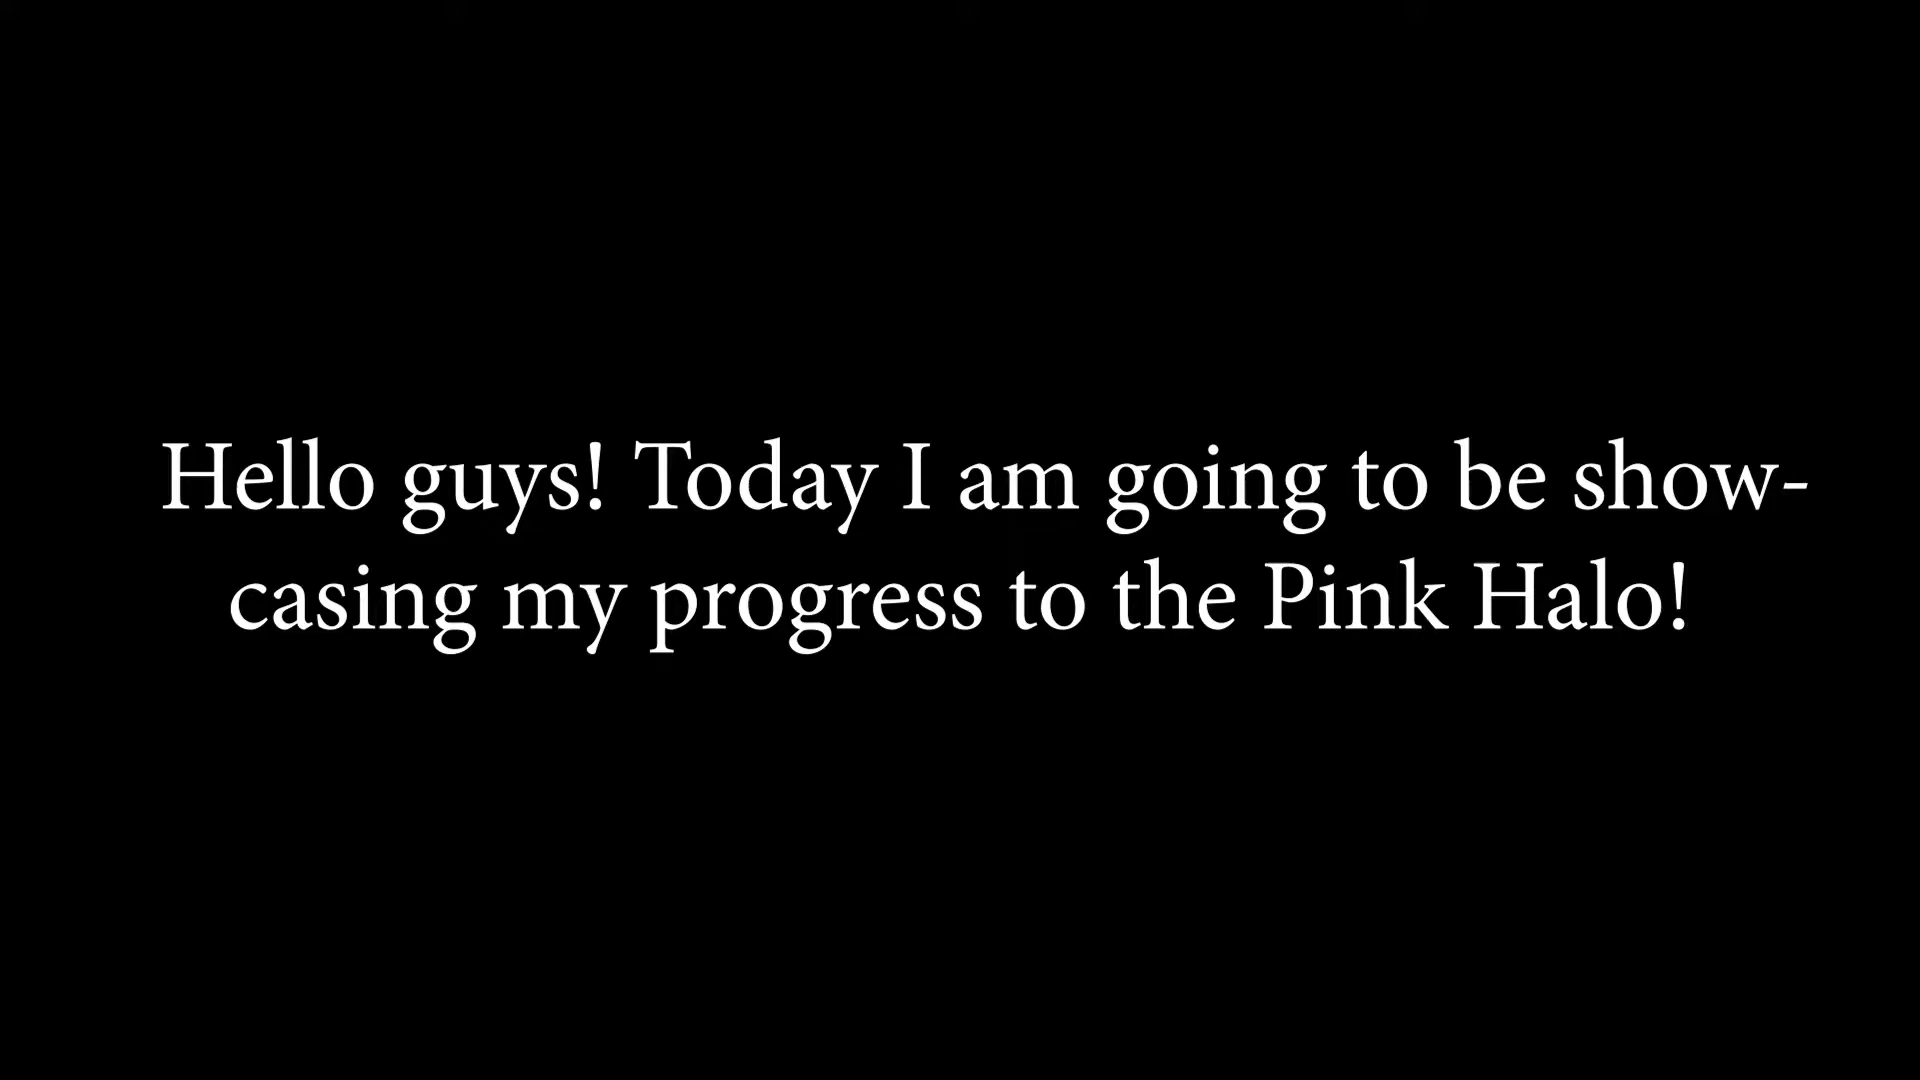 Hello guys! Today I am going to be show-
casing my progress to the Pink Halo!